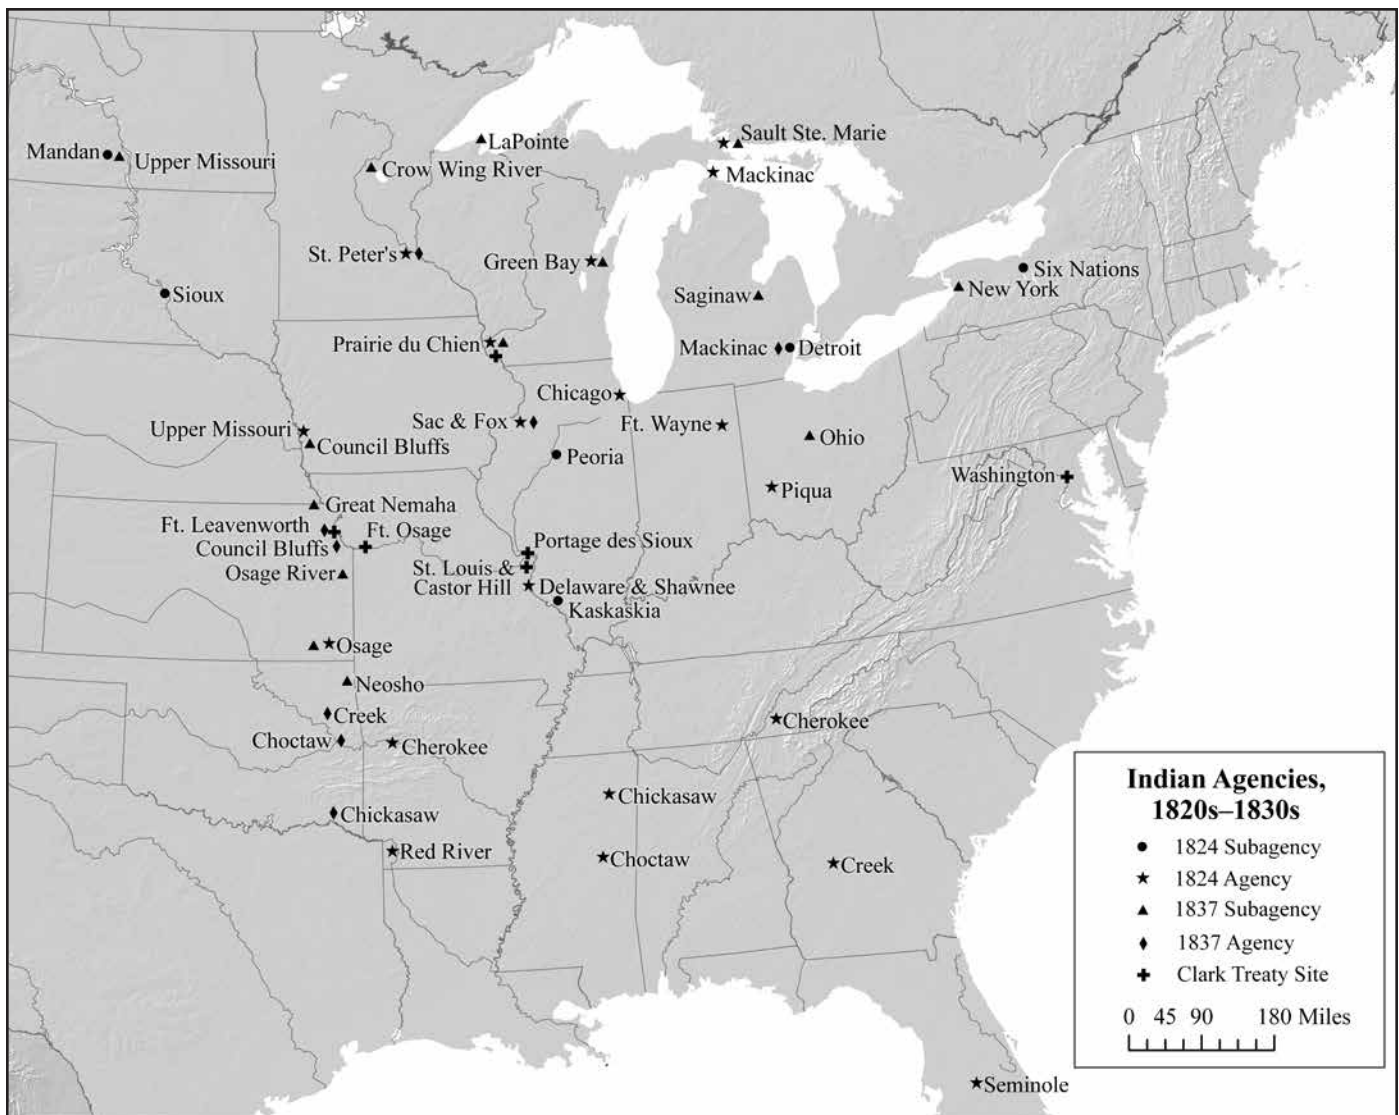 LaPointe
Sault Ste. Marie
Mandan
Upper Missouri
Crow Wing River
Mackinac
St. Peter's
Green Bay
Six Nations
Sioux
Saginaw
New York
Prairie du Chien
Mackinac
Detroit
Chicago
Upper Missouri
Sac & Fox
Ft. Wayne
Council Bluffs
Ohio
Peoria
Washington
Piqua
Great Nemaha
Ft. Leavenworth
Ft. Osage
Council Bluffs
Portage des Sioux
Osage River
St. Louis &
Castor Hill
Delaware & Shawnee
Kaskaskia
Osage
Neosho
Creek
Cherokee
Choctaw
Cherokee
Chickasaw
Chickasaw
Red River
Choctaw
Creek
Seminole
Indian Agencies,
1820s–1830s
1824 Subagency
1824 Agency
1837 Subagency
1837 Agency
Clark Treaty Site
0 45 90 180 Miles